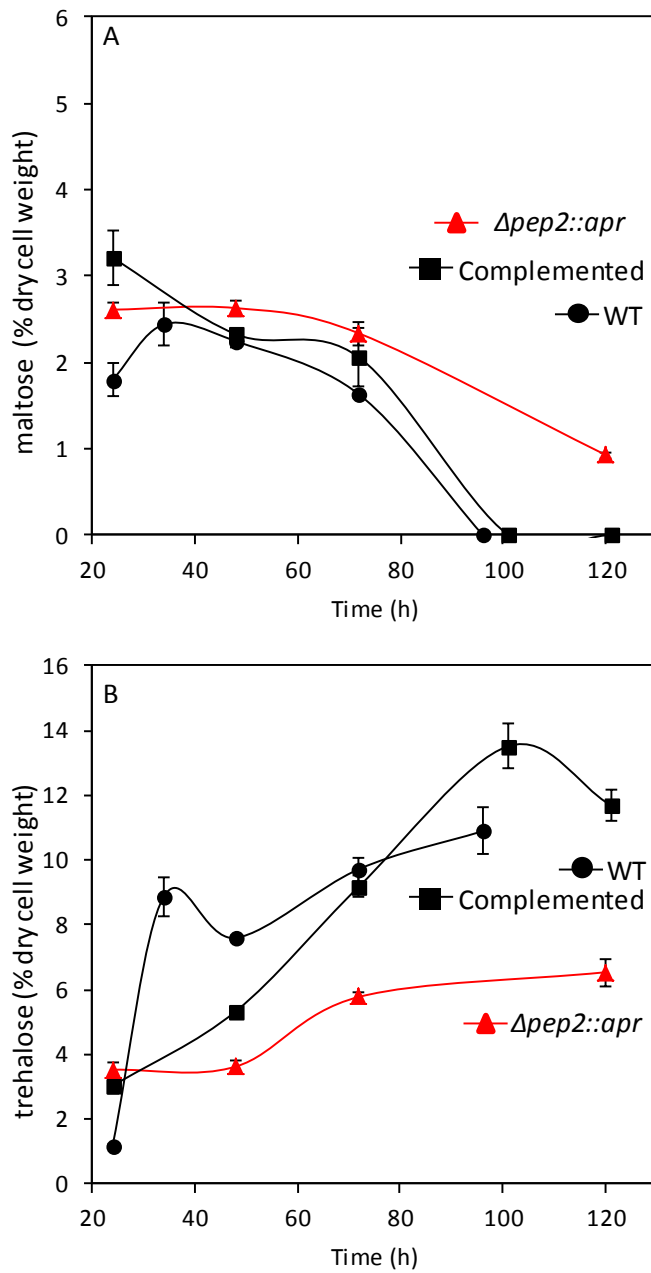 A
6
5
4
3
2
1
0
maltose (% dry cell weight)
Δpep2::apr
Complemented
WT
20 40 60 80 100 120
Time (h)
B
16
14
12
10
8
6
4
2
0
trehalose (% dry cell weight)
WT
Complemented
Δpep2::apr
20 40 60 80 100 120
Time (h)